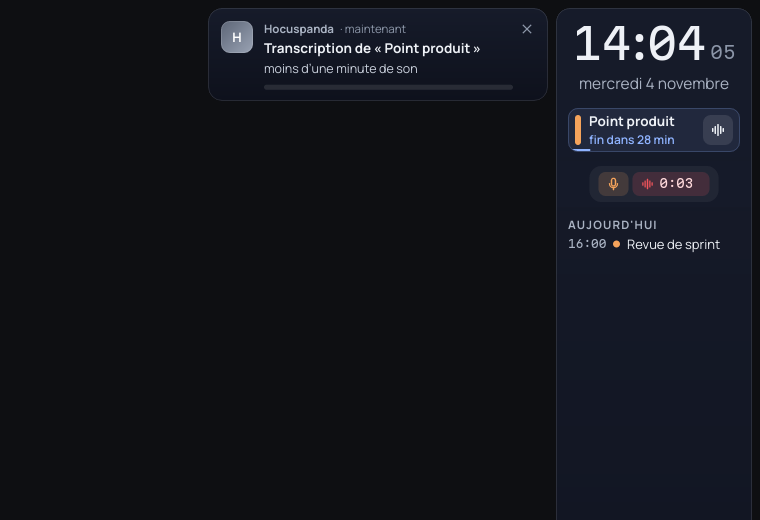 H
Hocuspanda · maintenant
Transcription de « Point produit »
moins d'une minute de son
14:04 05
mercredi 4 novembre
Point produit
fin dans 28 min
0:03
AUJOURD'HUI
16:00 Revue de sprint